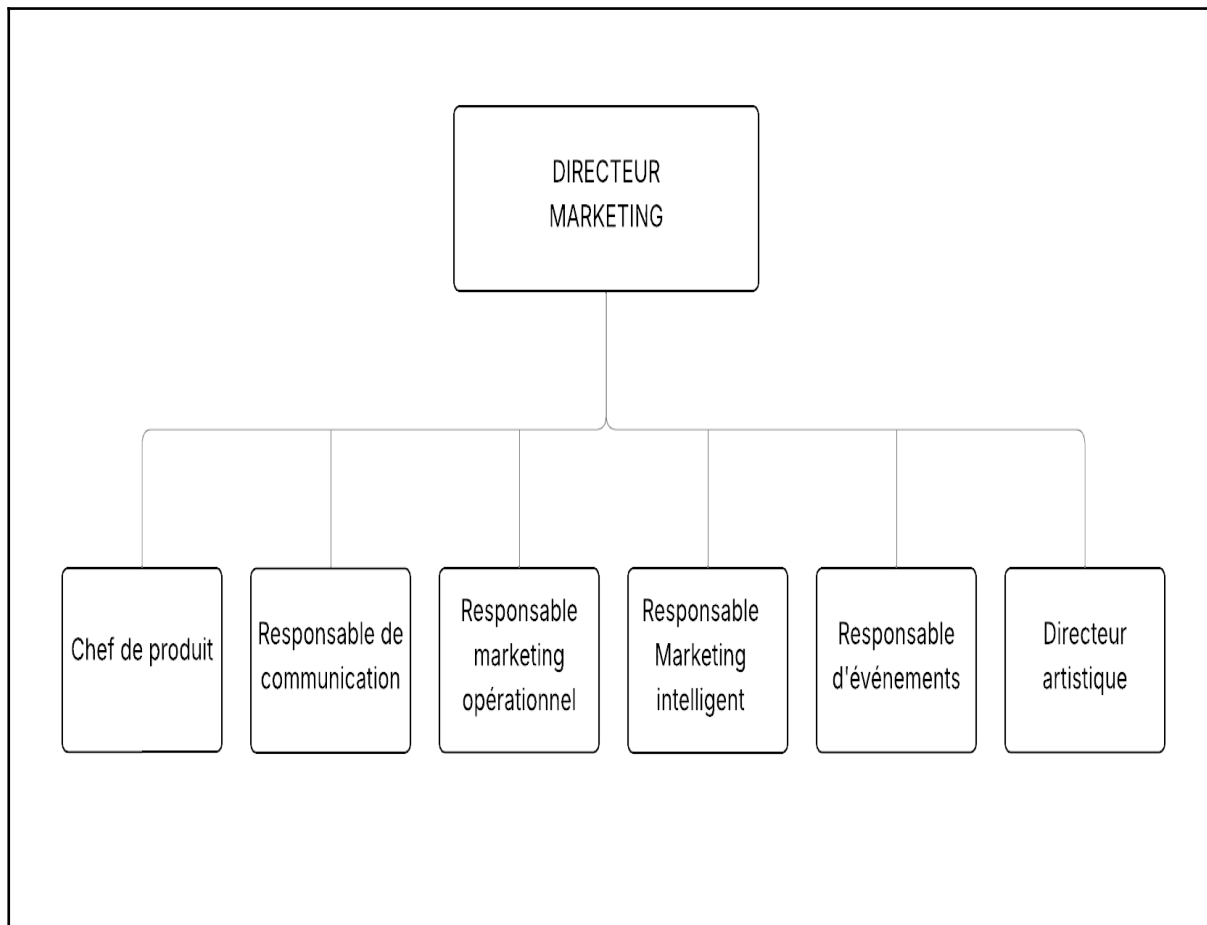 DIRECTEUR
MARKETING
Chef de produit
Responsable de
communication
Responsable
marketing
opérationnel
Responsable
Marketing
intelligent
Responsable
d'événements
Directeur
artistique